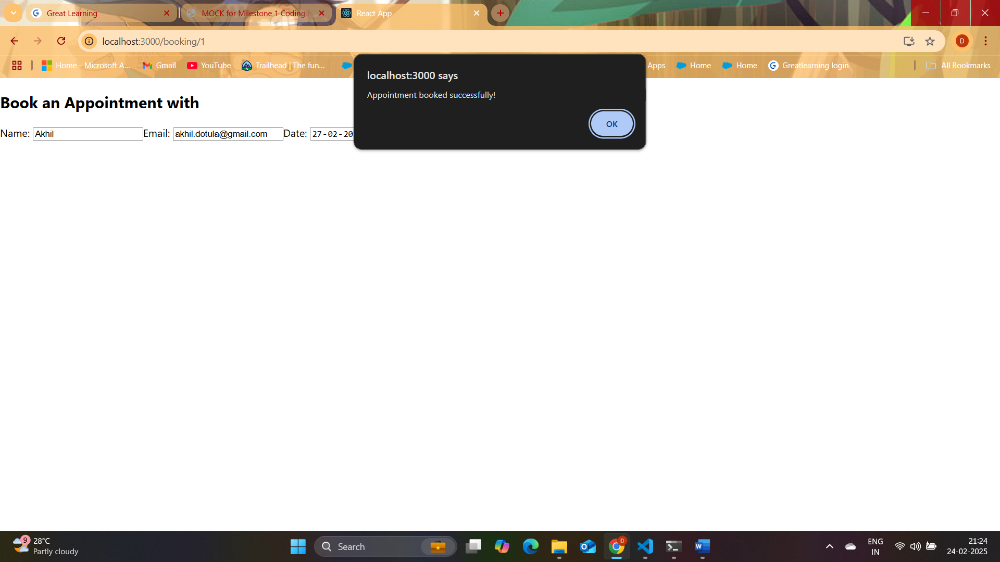 Great Learning
MOCK for Milestone 1 Coding
React App
localhost:3000/booking/1
D
Home - Microsoft A...
Gmail
YouTube
Trailhead | The fun...
Apps
Home
Home
Greatlearning login
All Bookmarks
localhost:3000 says
Appointment booked successfully!
OK
Book an Appointment with
Name: Akhil Email: akhil.dotula@gmail.com Date: 27-02-20
9
28°C
Partly cloudy
Search
D
ENG
IN
21:24
24-02-2025